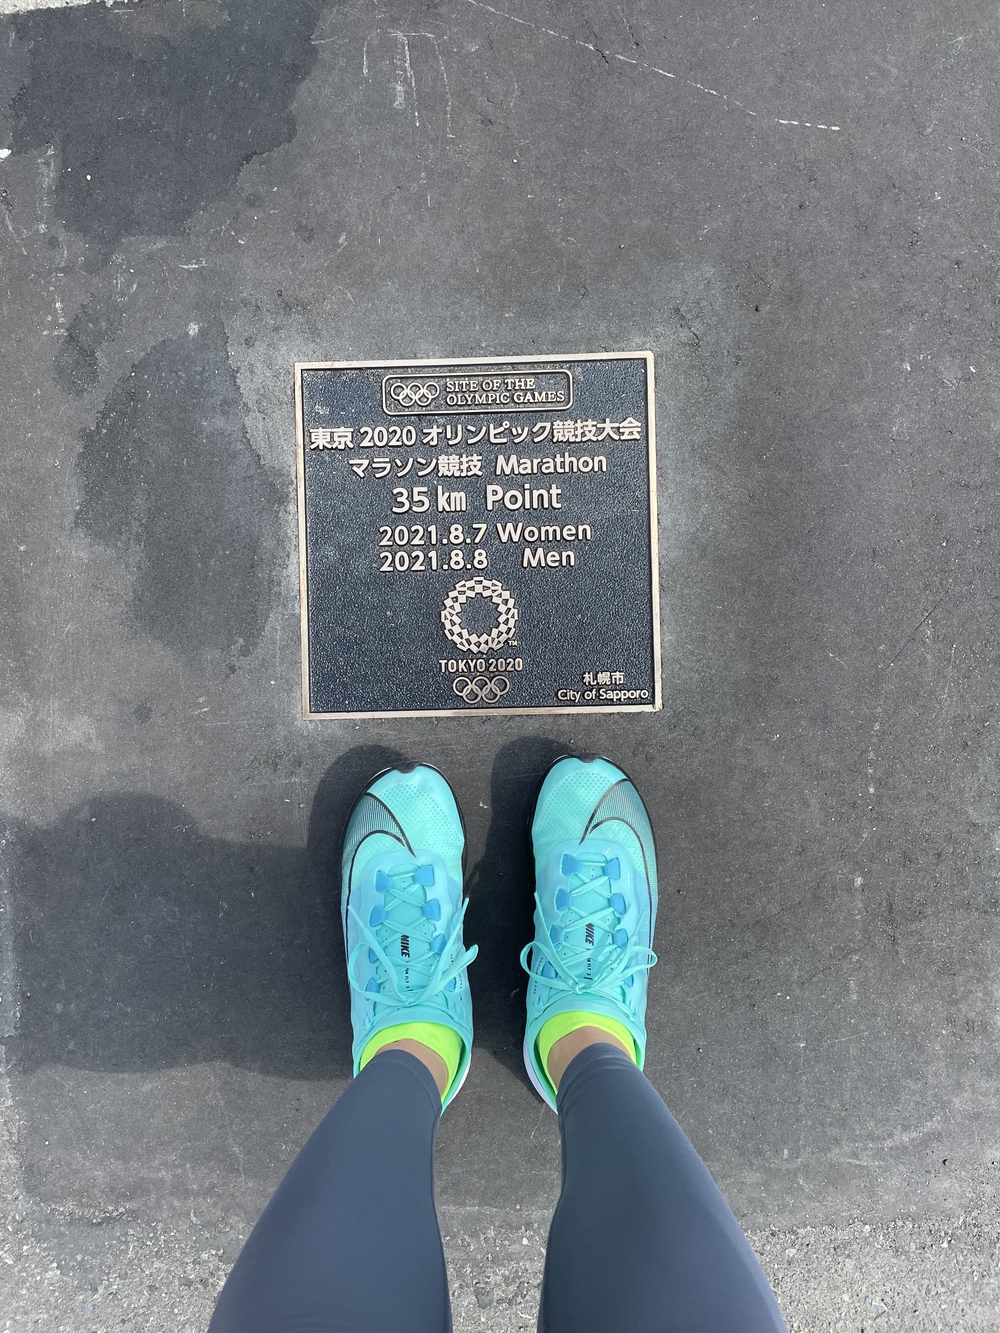 SITE OF THE
OLYMPIC GAMES
東京 2020 オリンピック競技大会
マラソン競技 Marathon
35 km Point
2021.8.7 Women
2021.8.8 Men
TM
TOKYO 2020
札幌市
City of Sapporo
NIKE
NIKE